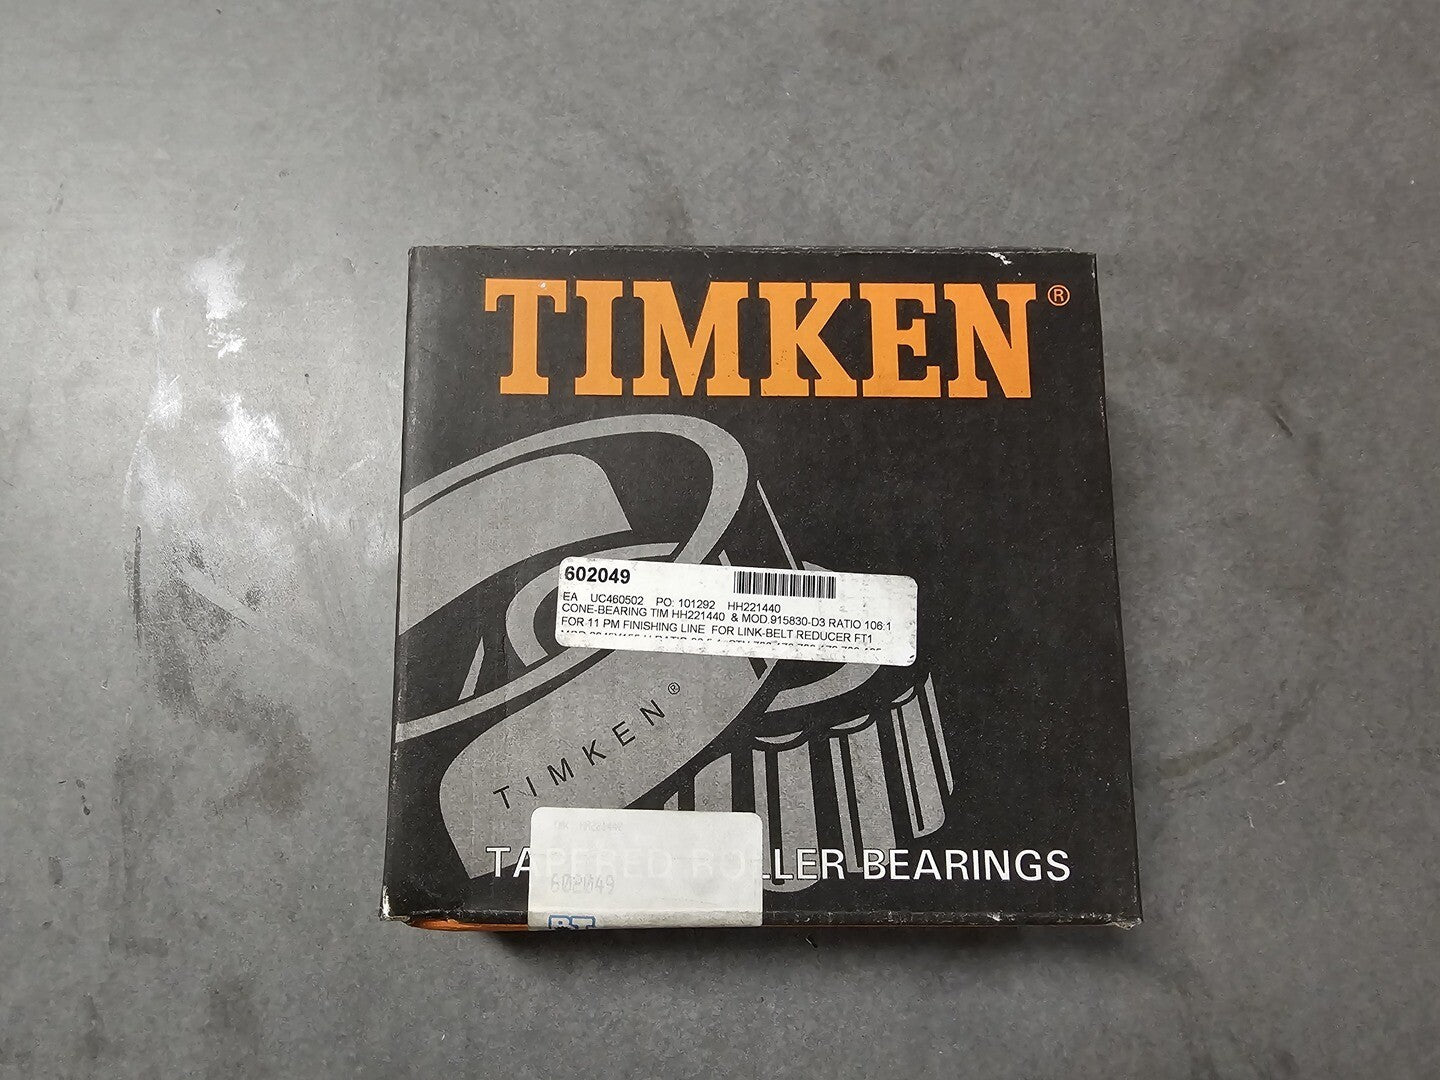 TIMKEN®
602049
EA UC460502 PO: 101292 HH221440
CONE-BEARING TIM HH221440 & MOD.915830-D3 RATIO 106:1
FOR 11 PM FINISHING LINE FOR LINK-BELT REDUCER FT1
TIMKEN®
TAPERED ROLLER BEARINGS
602049